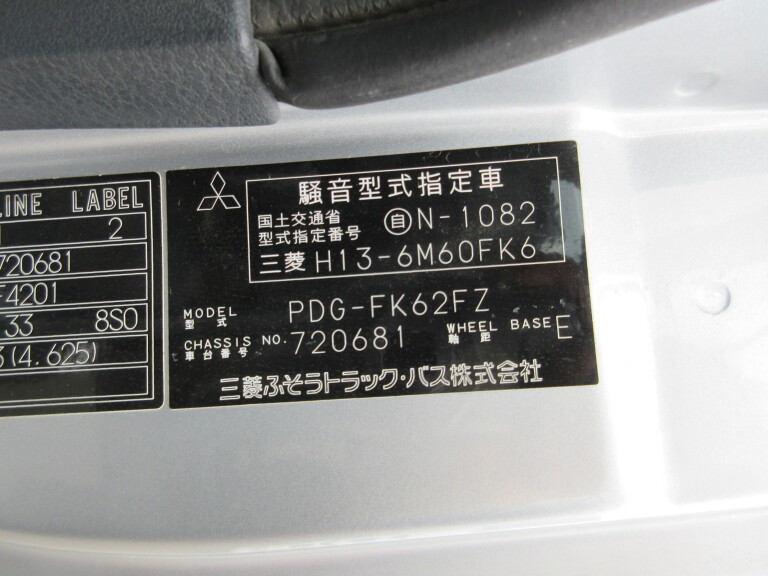 LINE LABEL
2
720681
4201
33 8S0
(4.625)
騒音型式指定車
国土交通省
型式指定番号 自N-1082
三菱 H13-6M60FK6
MODEL
型式 PDG-FK62FZ
CHASSIS NO.
車台番号 720681 WHEEL BASE
軸距 E
三菱ふそうトラック・バス株式会社